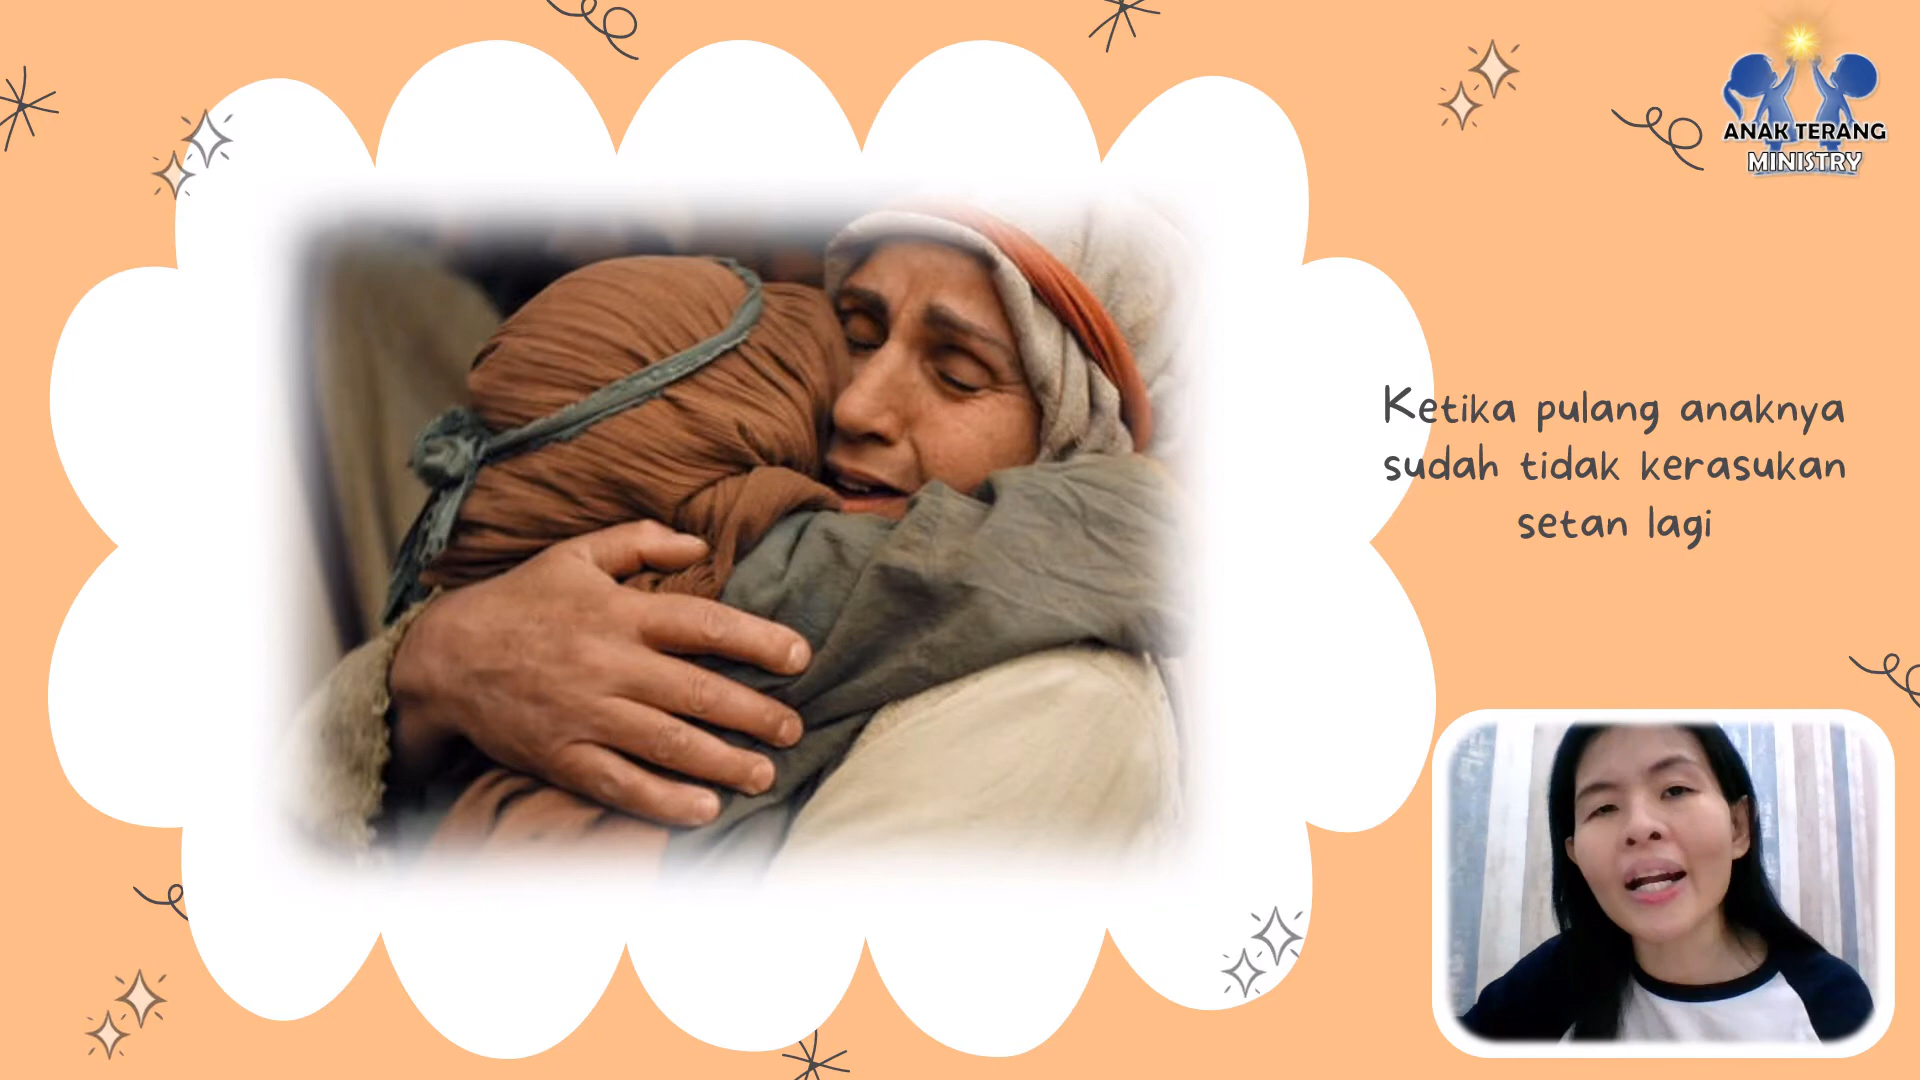 ANAK TERANG
MINISTRY
Ketika pulang anaknya
sudah tidak kerasukan
setan lagi